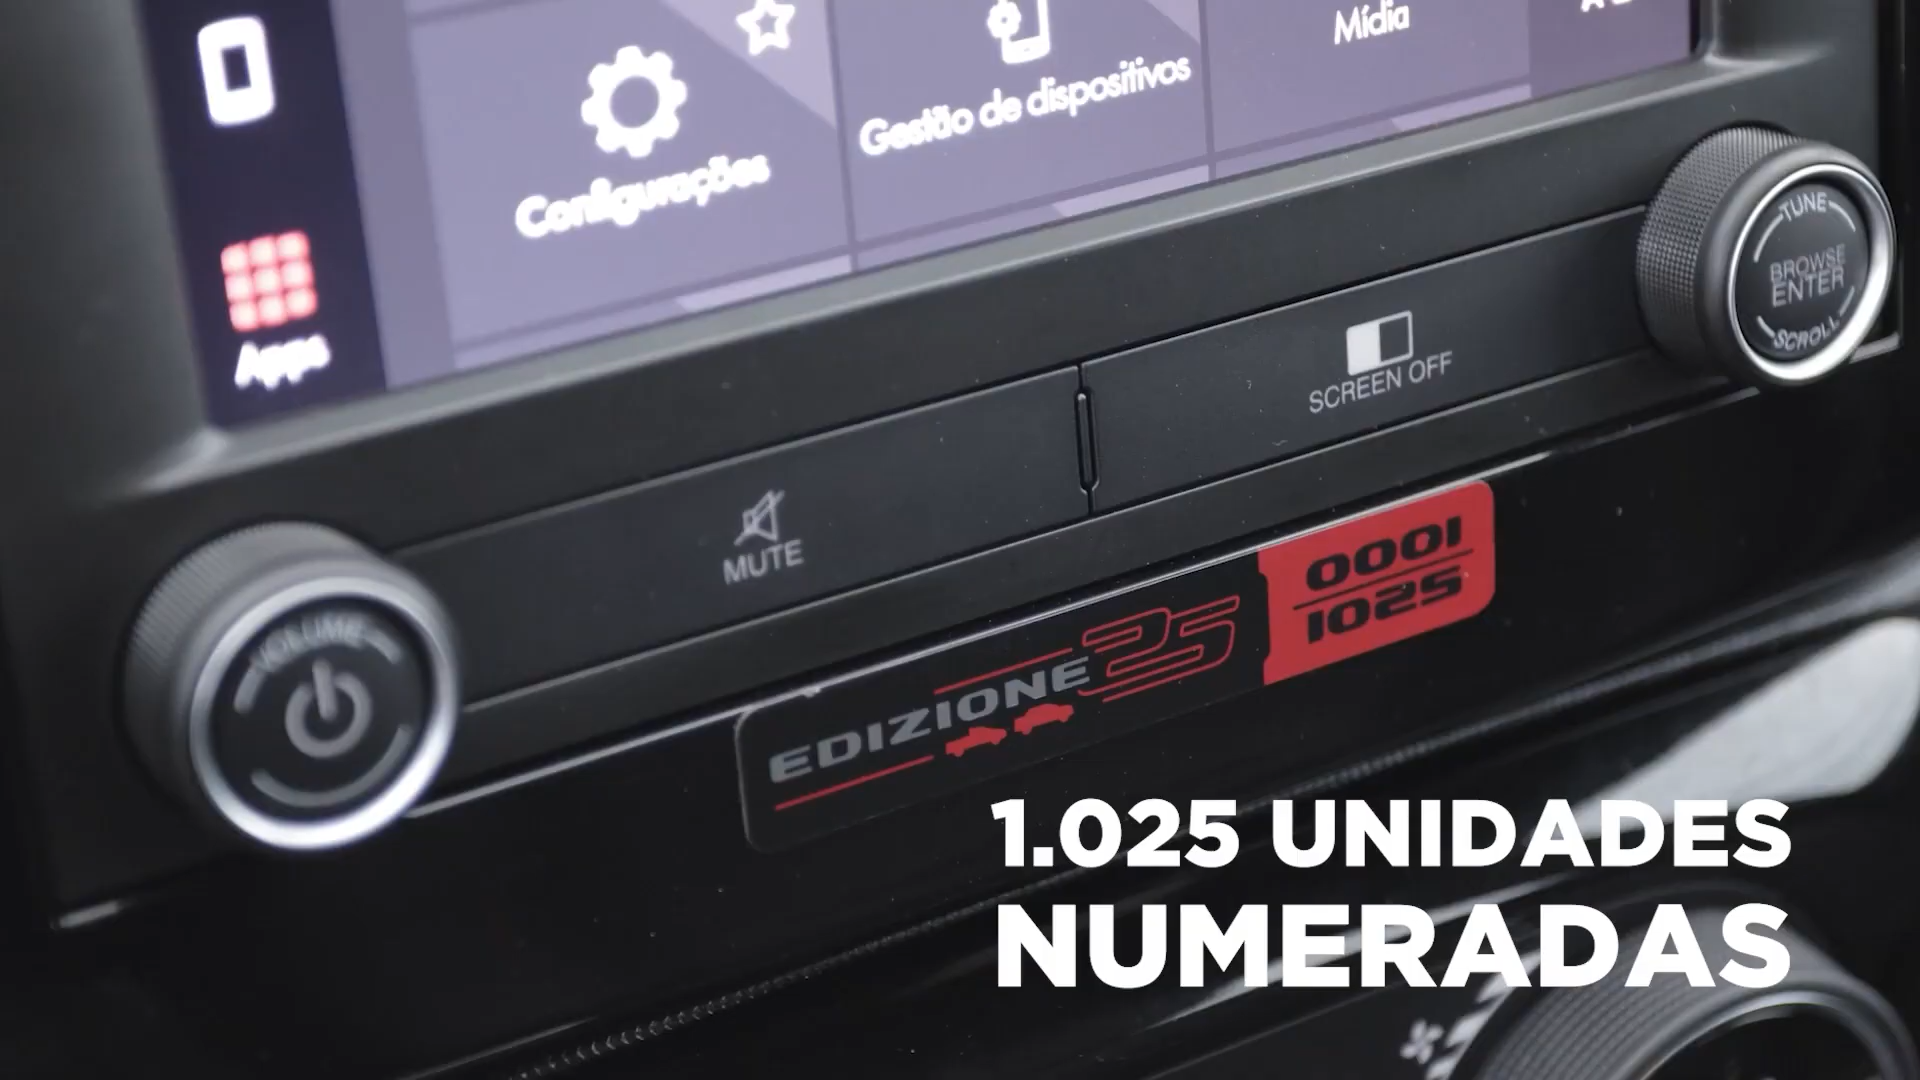 Mídia
Gestão de dispositivos
Configurações
Apps
TUNE
BROWSE
ENTER
SCROLL
SCREEN OFF
MUTE
VOLUME
EDIZIONE 25
0001
1025
1.025 UNIDADES
NUMERADAS